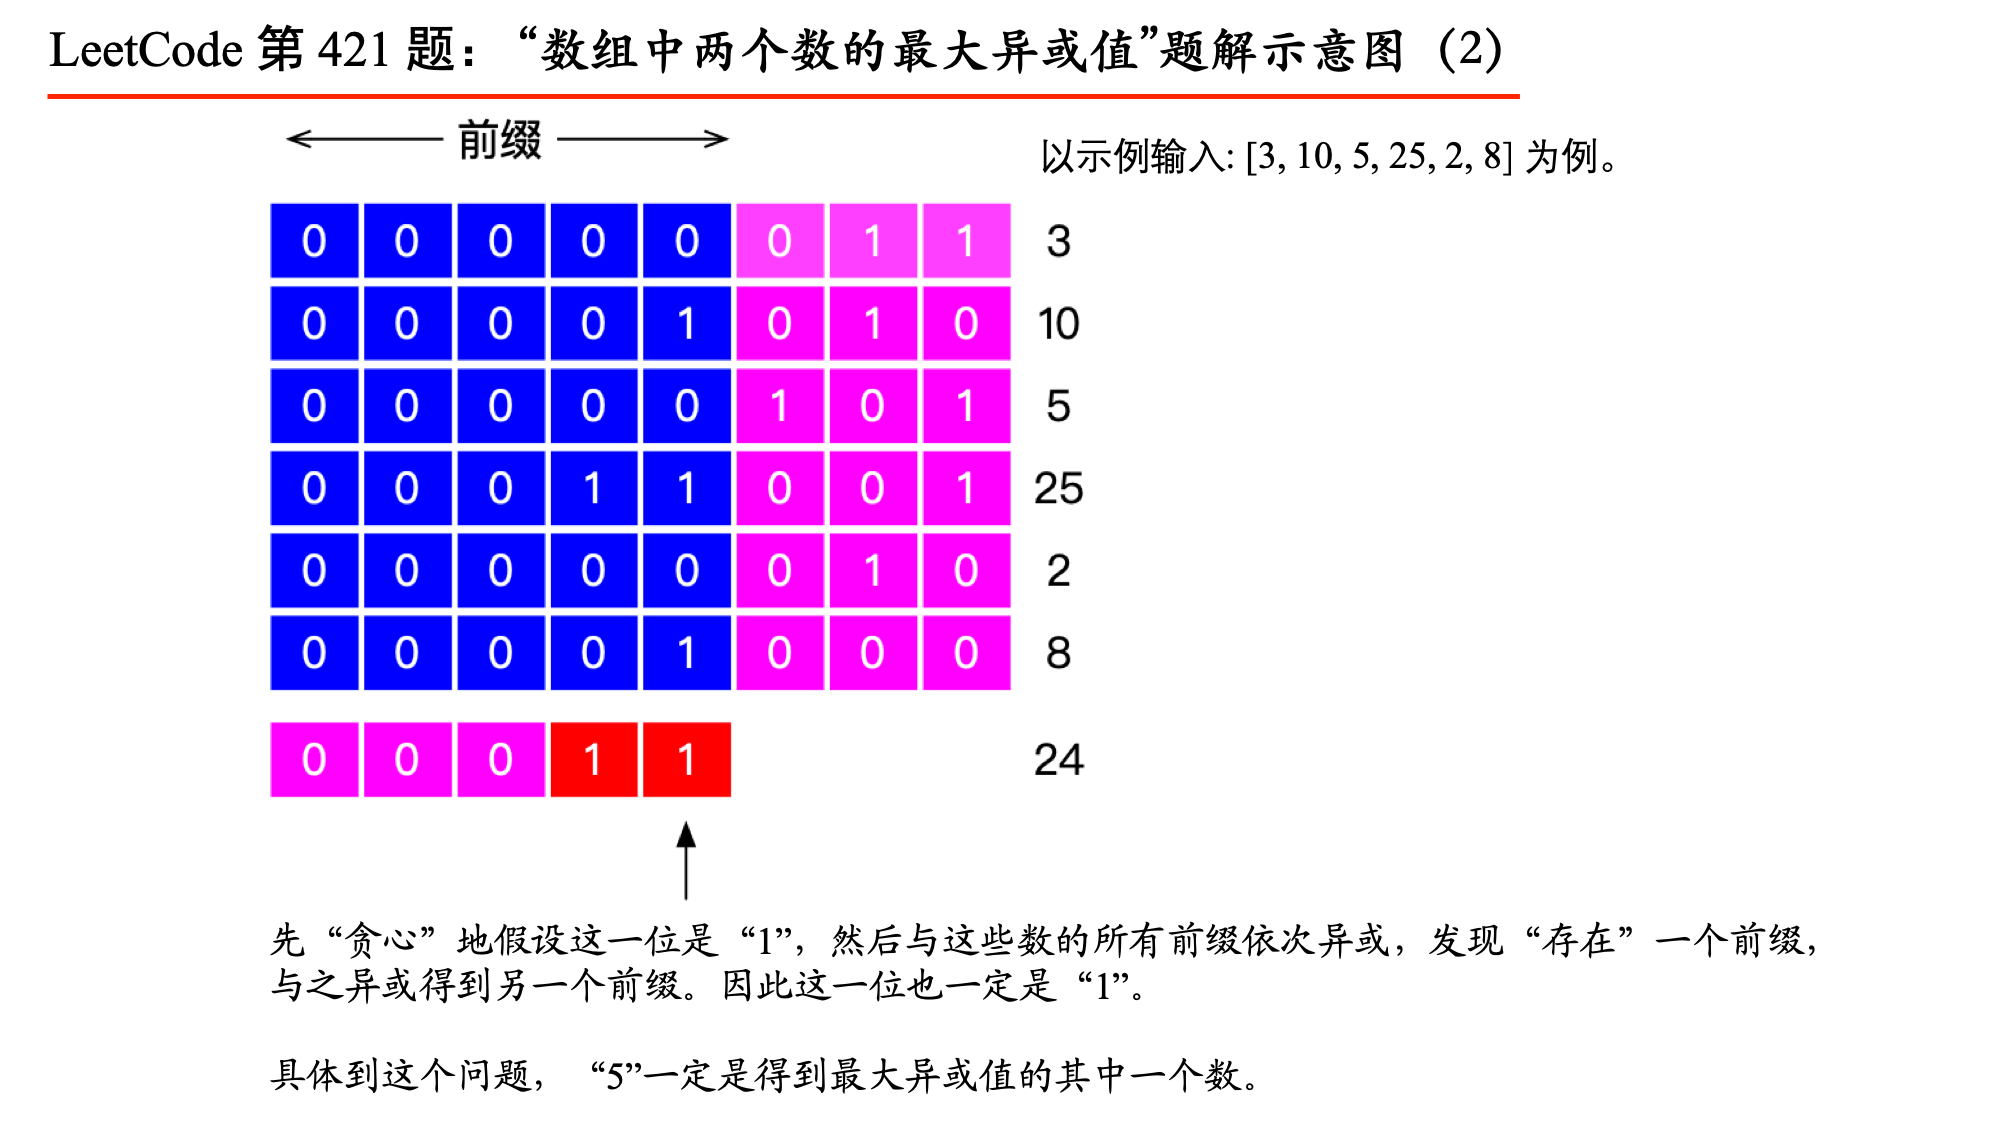 LeetCode 第 421 题：“数组中两个数的最大异或值”题解示意图（2）
前缀
以示例输入: [3, 10, 5, 25, 2, 8] 为例。
0 0 0 0 0 0 1 1 3
0 0 0 0 1 0 1 0 10
0 0 0 0 0 1 0 1 5
0 0 0 1 1 0 0 1 25
0 0 0 0 0 0 1 0 2
0 0 0 0 1 0 0 0 8
0 0 0 1 1 24
先“贪心”地假设这一位是“1”，然后与这些数的所有前缀依次异或，发现“存在”一个前缀，
与之异或得到另一个前缀。因此这一位也一定是“1”。
具体到这个问题，“5”一定是得到最大异或值的其中一个数。